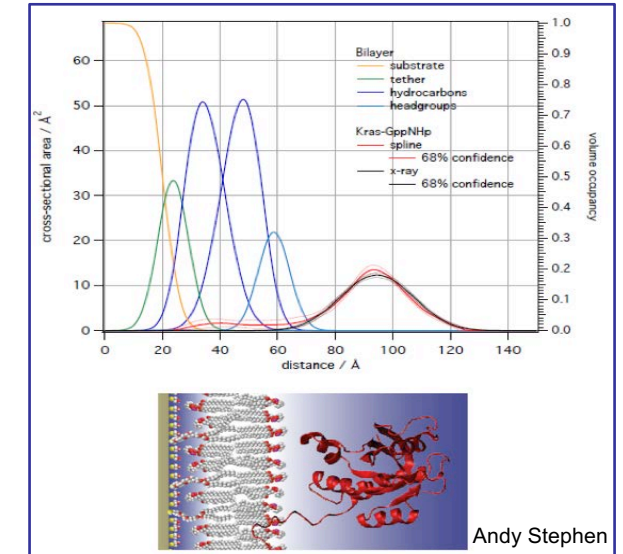 60
50
40
30
20
10
0
cross-sectional area / Å²
0 20 40 60 80 100 120 140
distance / Å
1.0
0.9
0.8
0.7
0.6
0.5
0.4
0.3
0.2
0.1
0.0
volume occupancy
Bilayer
substrate
tether
hydrocarbons
headgroups
Kras-GppNHp
spline
68% confidence
x-ray
68% confidence
Andy Stephen